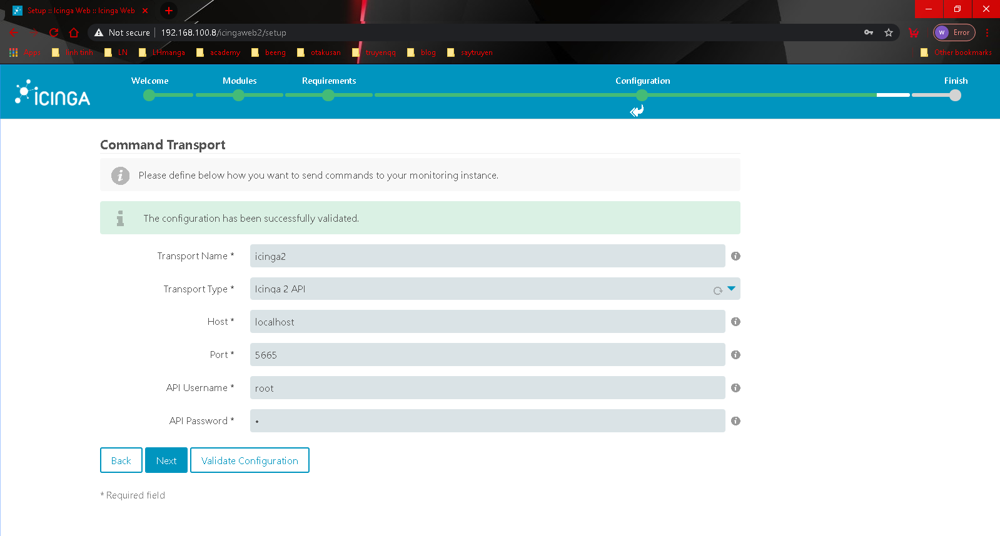 Setup :: Icinga Web :: Icinga Web
Not secure 192.168.100.8/icingaweb2/setup
W Error
Apps linh tinh LN LHmanga academy beeng otakusan truyenqq blog saytruyen Other bookmarks
ICINGA
Welcome Modules Requirements Configuration Finish
Command Transport
Please define below how you want to send commands to your monitoring instance.
The configuration has been successfully validated.
Transport Name * icinga2
Transport Type * Icinga 2 API
Host * localhost
Port * 5665
API Username * root
API Password * •
Back Next Validate Configuration
* Required field